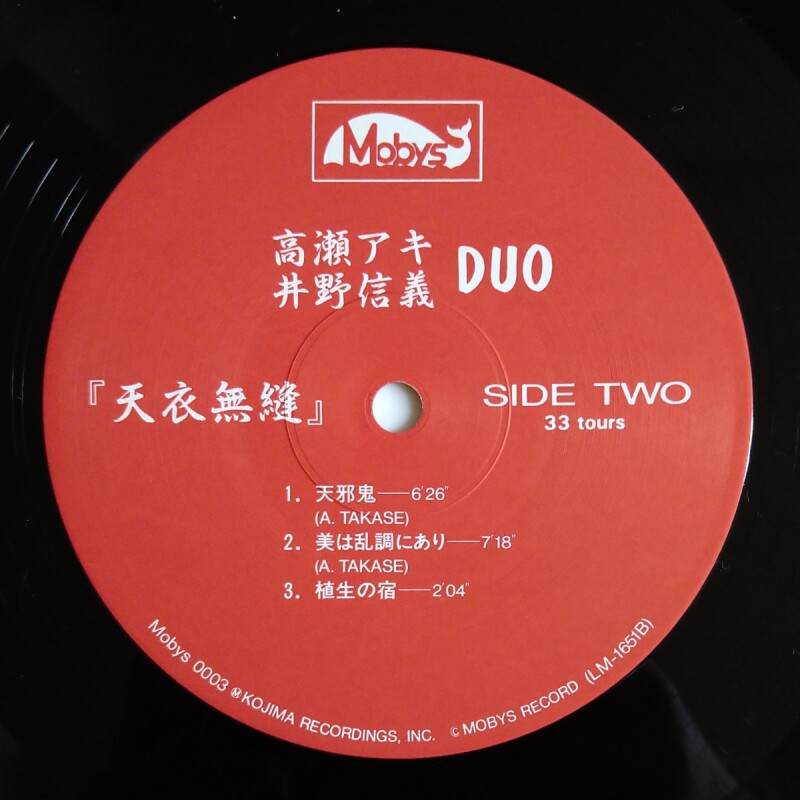 Mobys
高瀬アキ
井野信義
DUO
『天衣無縫』
SIDE TWO
33 tours
1. 天邪鬼——6'26"
(A. TAKASE)
2. 美は乱調にあり——7'18"
(A. TAKASE)
3. 植生の宿——2'04"
Mobys 0003 Ⓜ KOJIMA RECORDINGS, INC. © MOBYS RECORD (LM-1651B)